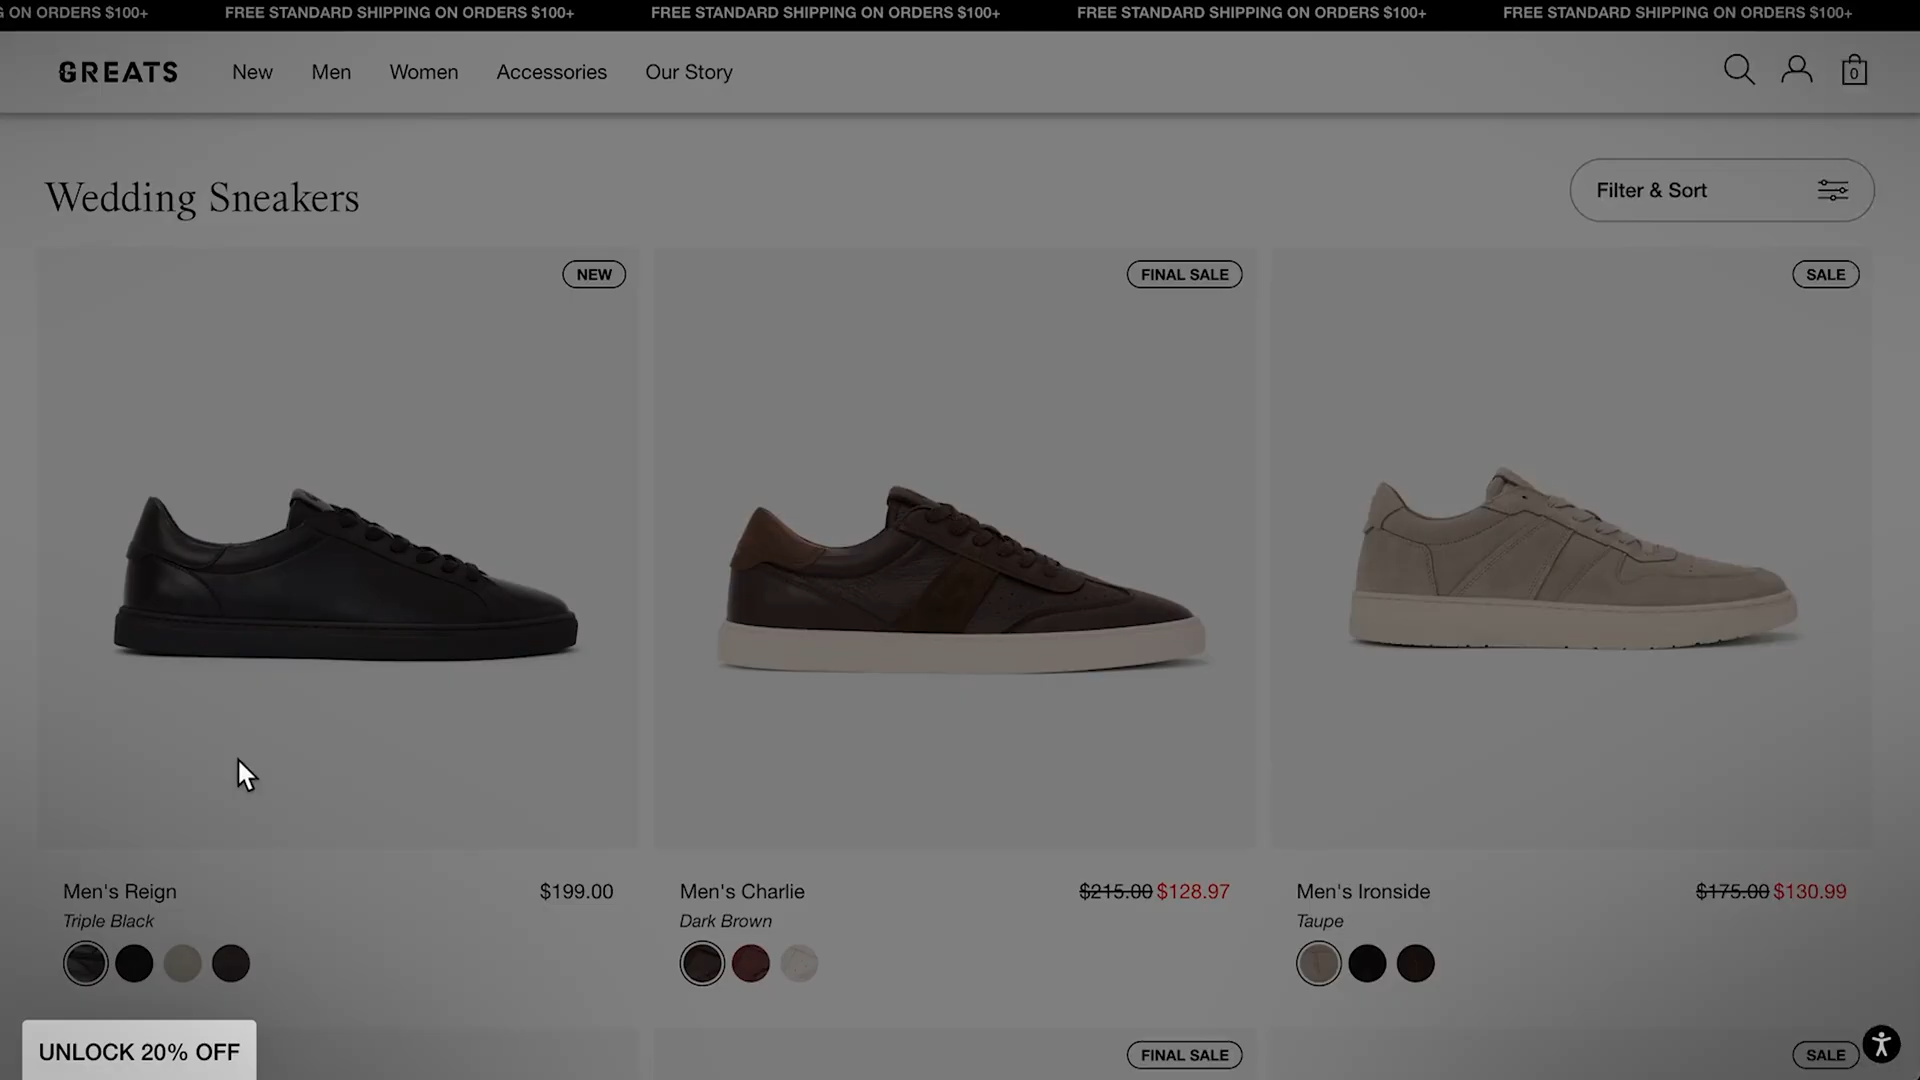 G ON ORDERS $100+ FREE STANDARD SHIPPING ON ORDERS $100+ FREE STANDARD SHIPPING ON ORDERS $100+ FREE STANDARD SHIPPING ON ORDERS $100+ FREE STANDARD SHIPPING ON ORDERS $100+
GREATS New Men Women Accessories Our Story 0
Wedding Sneakers
Filter & Sort
NEW
FINAL SALE
SALE
Men's Reign $199.00
Triple Black
Men's Charlie $215.00 $128.97
Dark Brown
Men's Ironside $175.00 $130.99
Taupe
UNLOCK 20% OFF
FINAL SALE
SALE